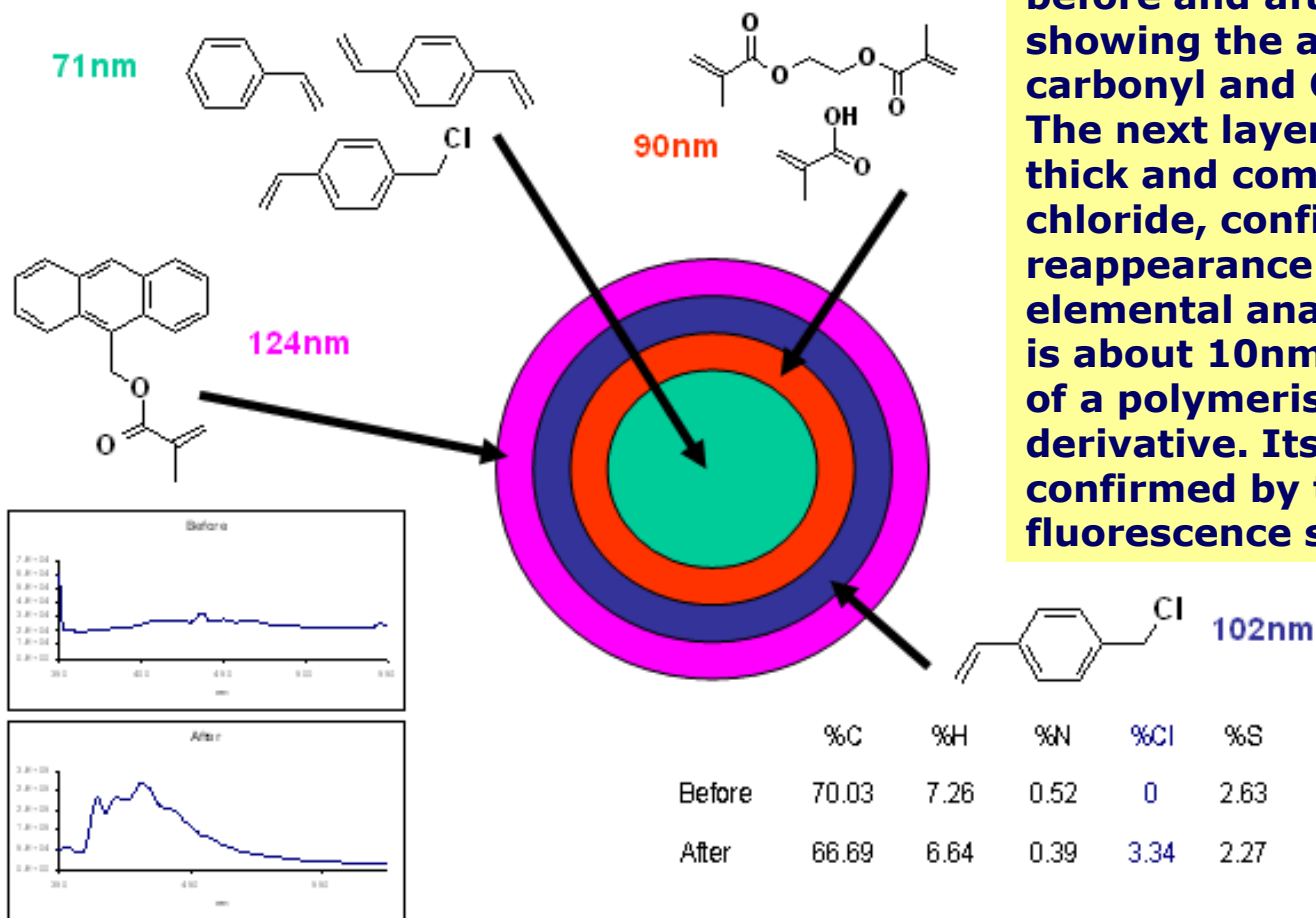 before and aft
showing the a
carbonyl and
The next layer
thick and com
chloride, confi
reappearance
elemental ana
is about 10nm
of a polymeris
derivative. Its
confirmed by
fluorescence s
71nm
Cl
O
O
O
O
OH
O
90nm
124nm
O
O
Before
After
Cl
102nm
%C %H %N %Cl %S
Before 70.03 7.26 0.52 0 2.63
After 66.69 6.64 0.39 3.34 2.27